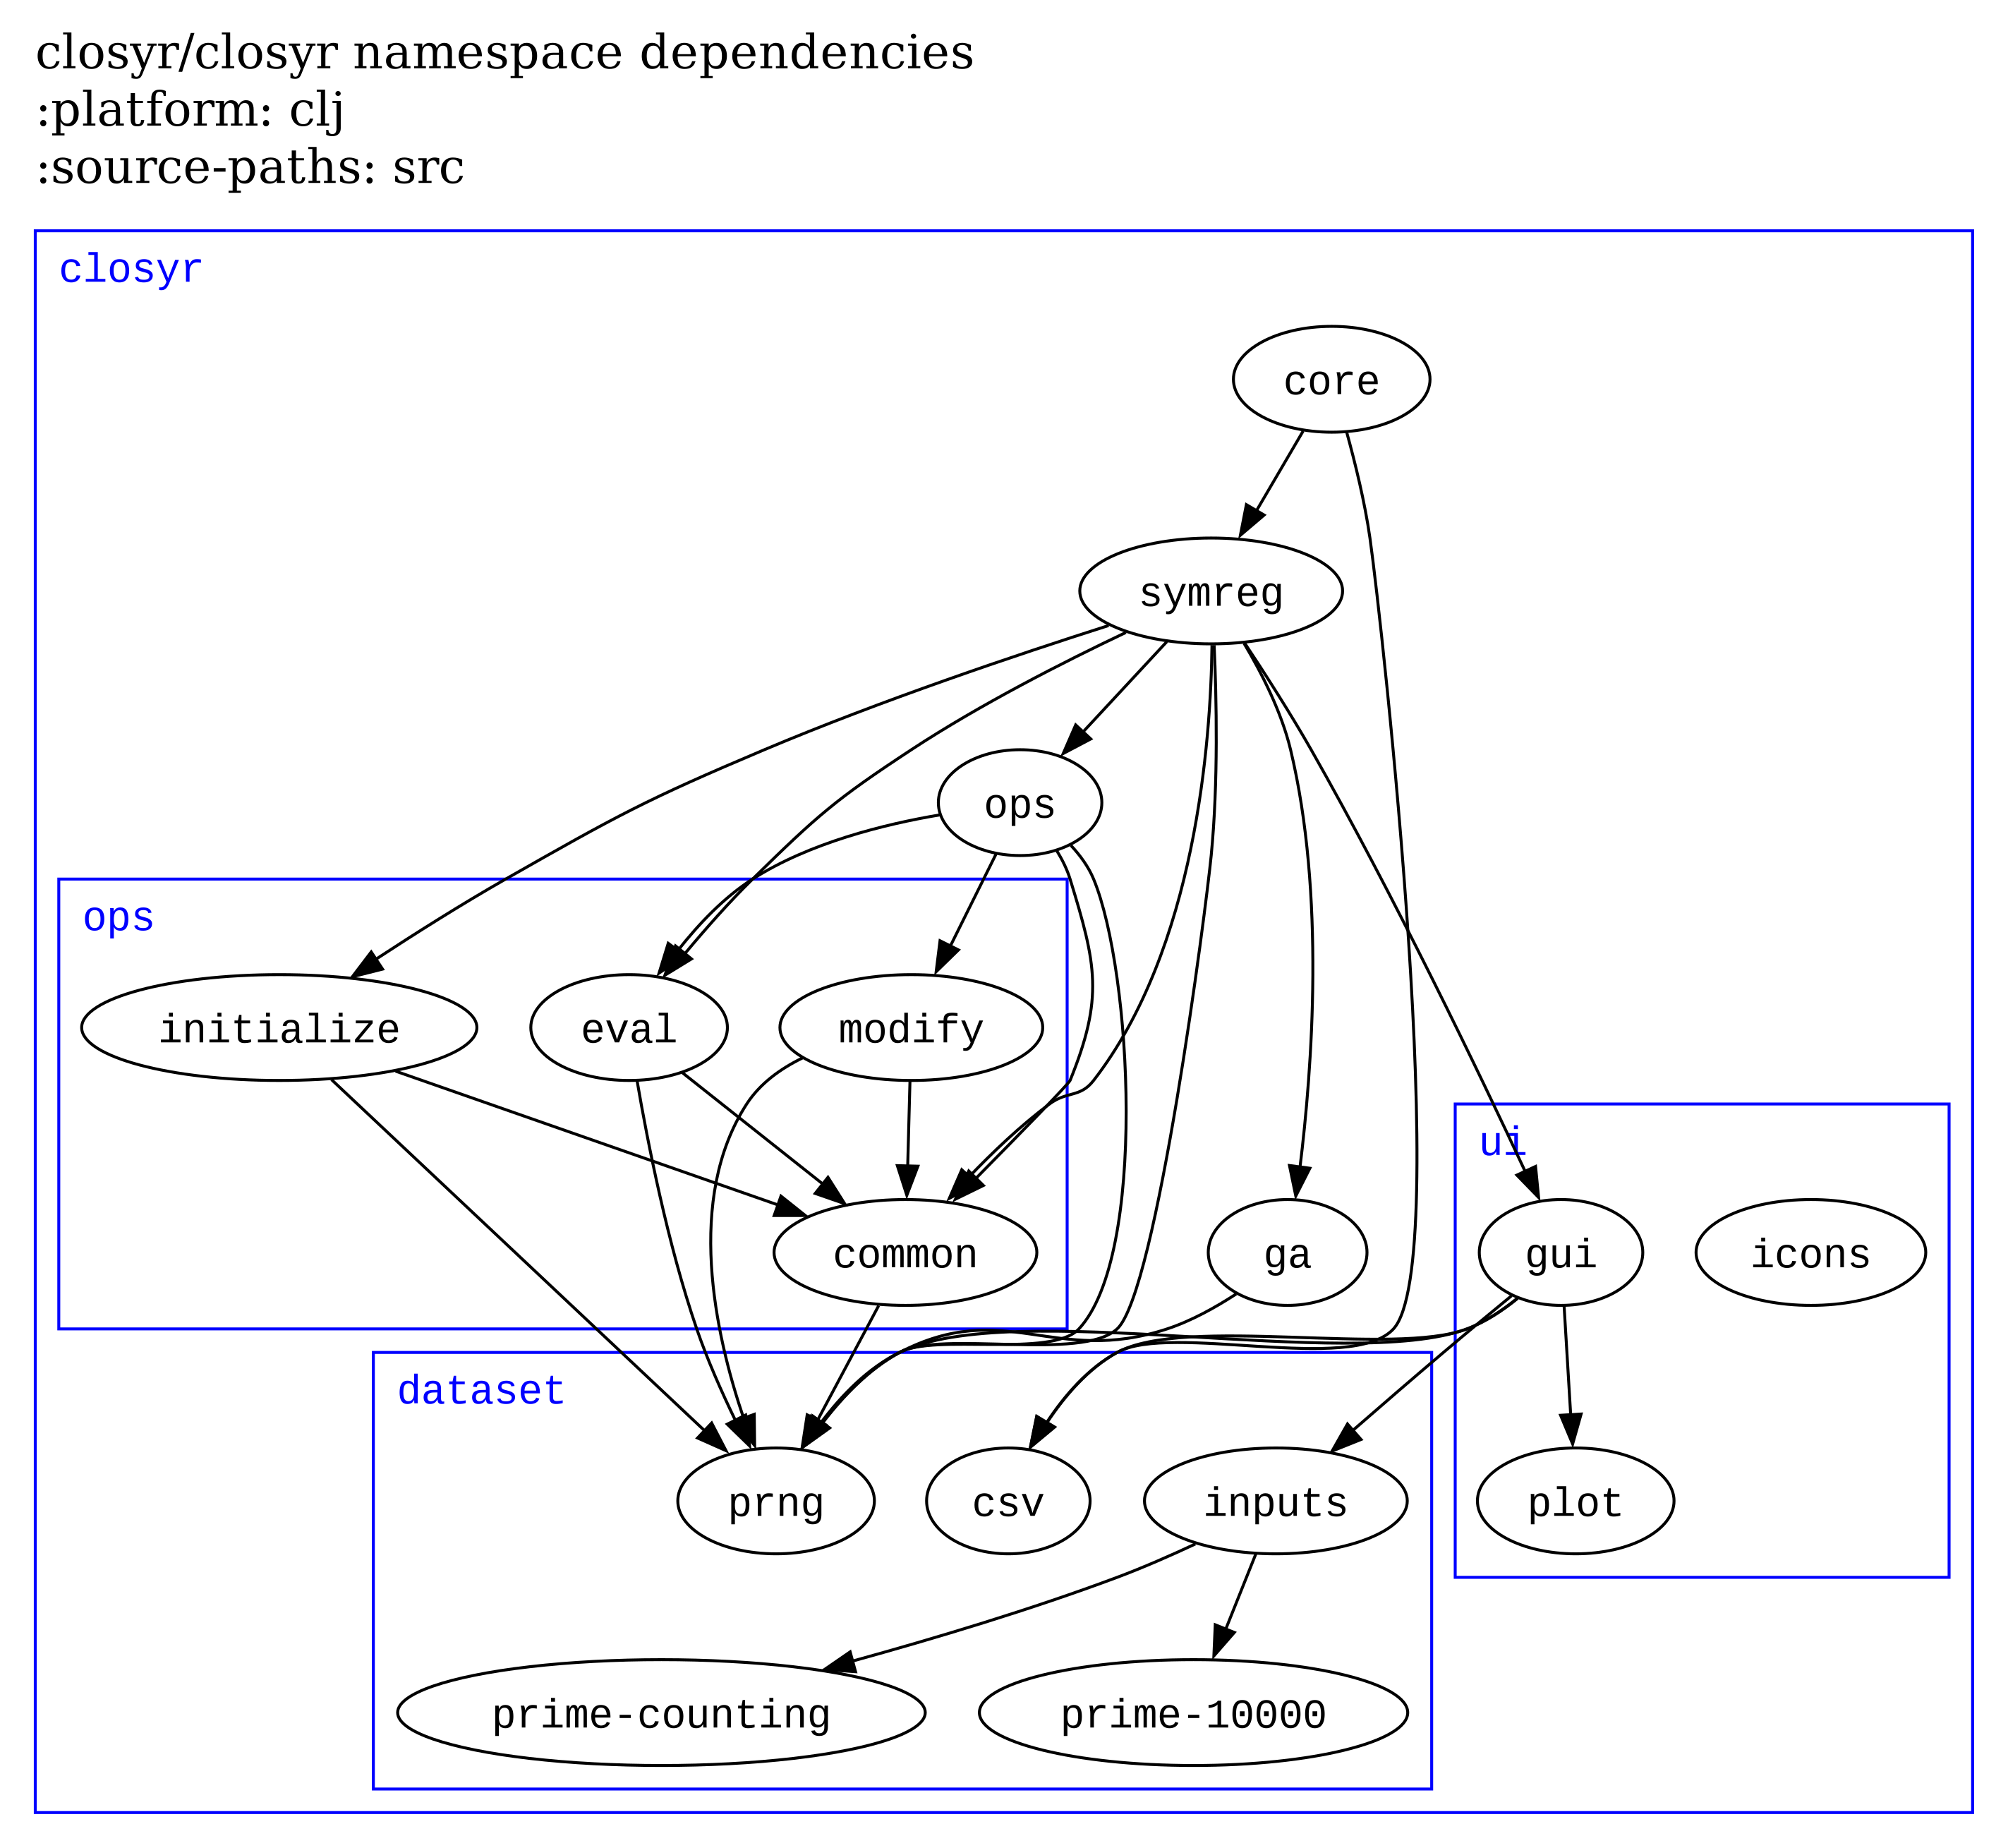 closyr/closyr namespace dependencies
:platform: clj
:source-paths: src
closyr
core
symreg
ops
ops
initialize
eval
modify
ui
common
ga
gui
icons
dataset
prng
csv
inputs
plot
prime-counting
prime-10000